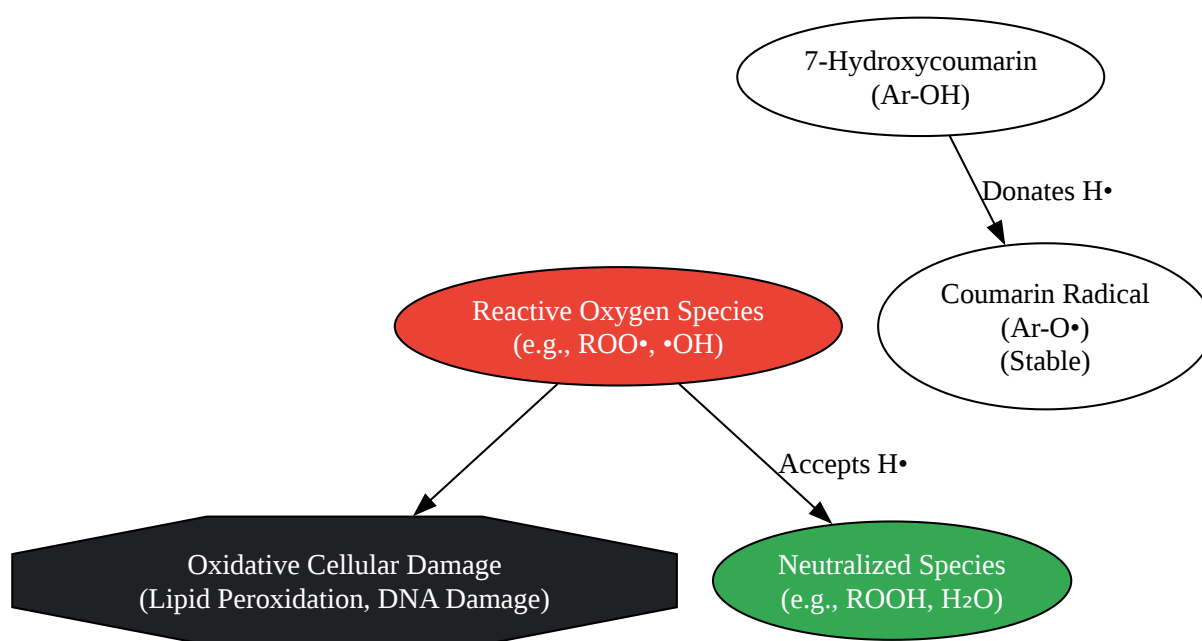 7-Hydroxycoumarin
(Ar-OH)
Donates H•
Coumarin Radical
(Ar-O•)
(Stable)
Reactive Oxygen Species
(e.g., ROO•, •OH)
Accepts H•
Oxidative Cellular Damage
(Lipid Peroxidation, DNA Damage)
Neutralized Species
(e.g., ROOH, H₂O)